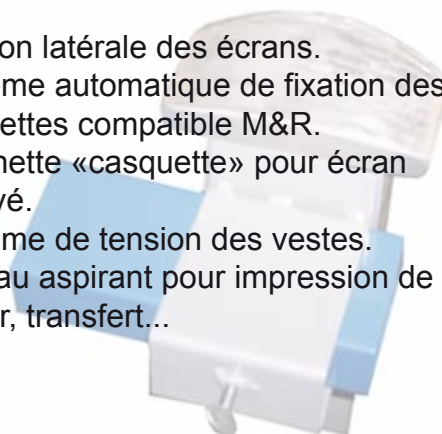 on latérale des écrans.
me automatique de fixation des
ettes compatible M&R.
nette «casquette» pour écran
vé.
me de tension des vestes.
au aspirant pour impression de
r, transfert...